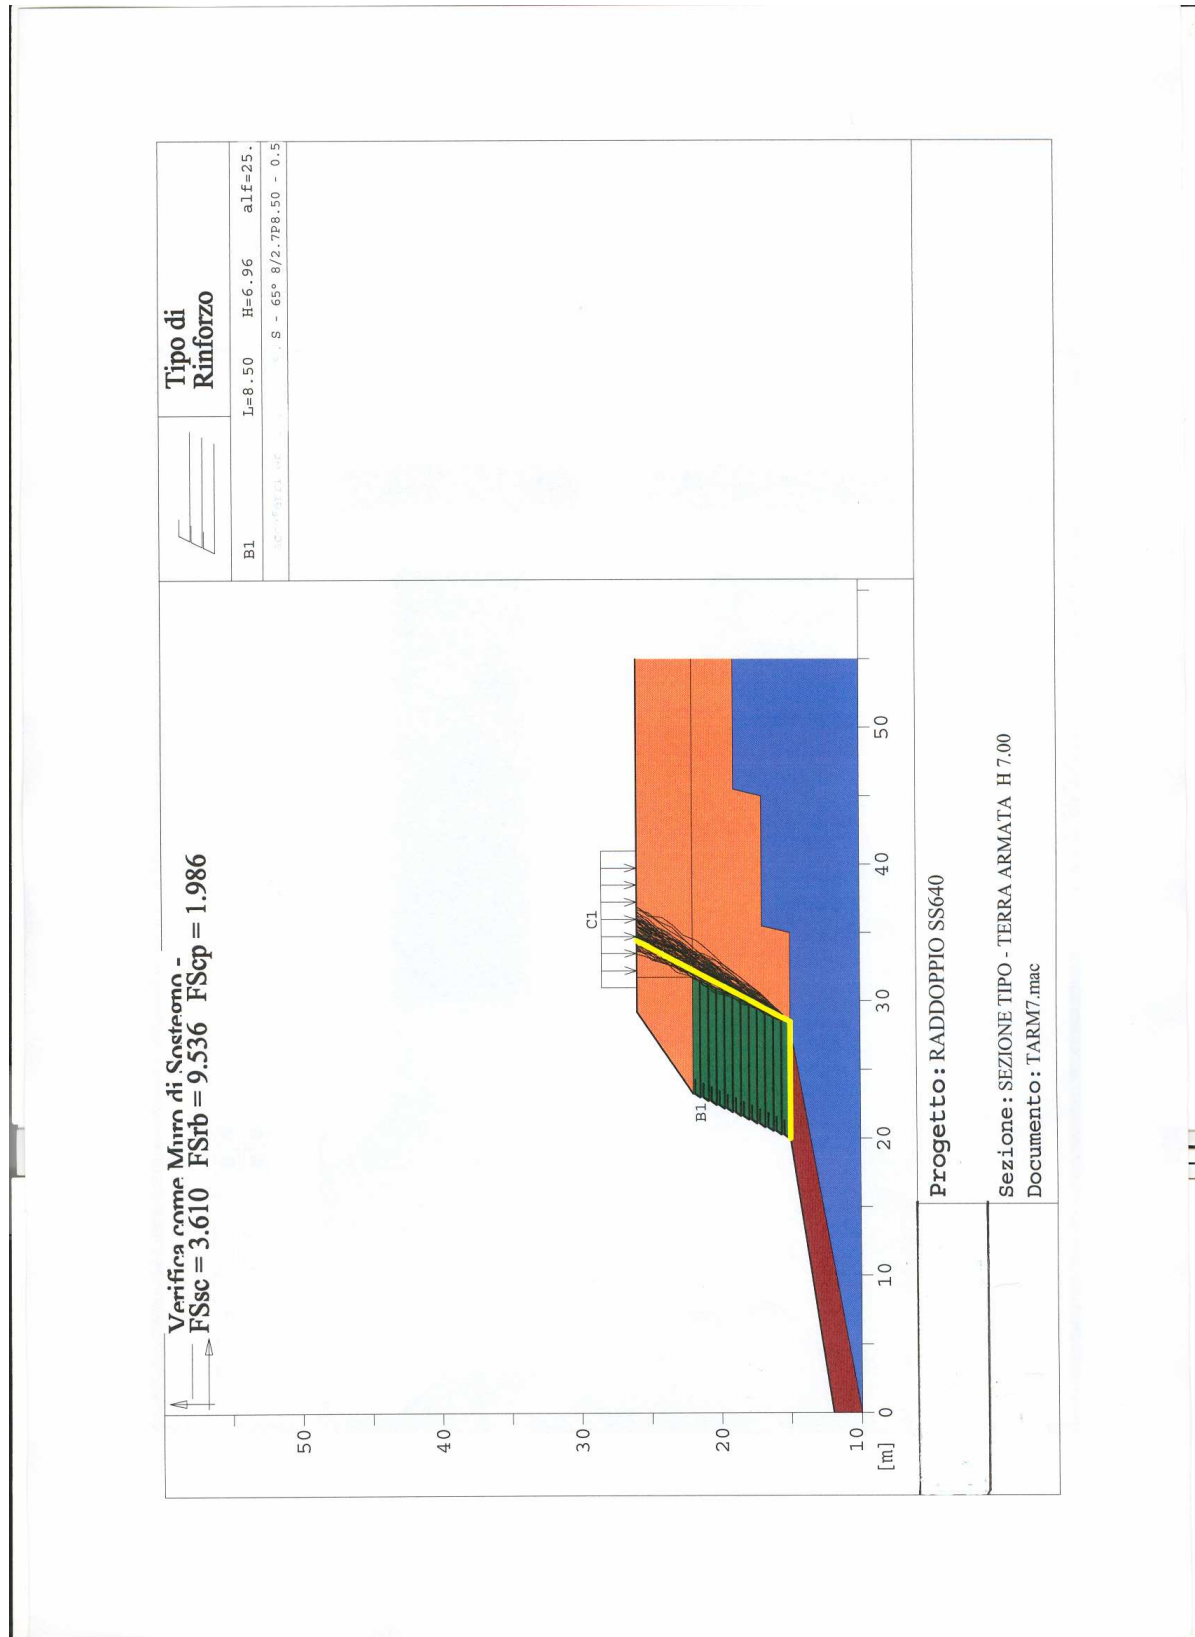 Verifica come Muro di Sostegno -
FSsc = 3.610 FSrb = 9.536 FScp = 1.986
Tipo di
Rinforzo
B1 L=8.50 H=6.96 alf=25.
S - 65° 8/2.7P8.50 - 0.5
C1
B1
50
40
30
20
10
[m]
0 10 20 30 40 50
Progetto: RADDOPPIO SS640
Sezione: SEZIONE TIPO - TERRA ARMATA H 7.00
Documento: TARM7.mac